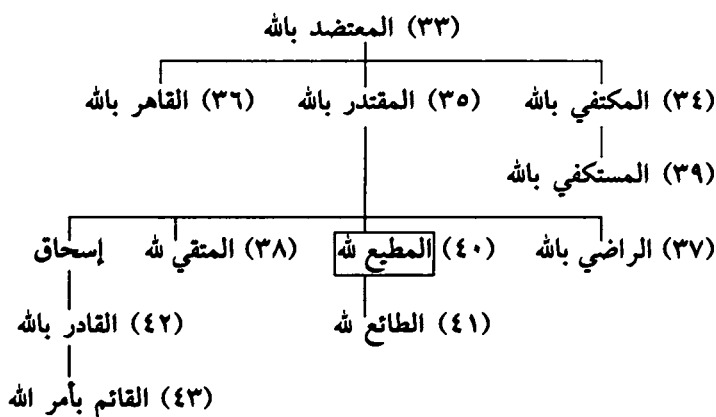 (٣٣) المعتضد بالله
(٣٤) المكتفي بالله (٣٥) المقتدر بالله (٣٦) القاهر بالله
(٣٩) المستكفي بالله
(٣٧) الراضي بالله (٤٠) المطيع لله (٣٨) المتقي لله إسحاق
(٤١) الطائع لله (٤٢) القادر بالله
(٤٣) القائم بأمر الله